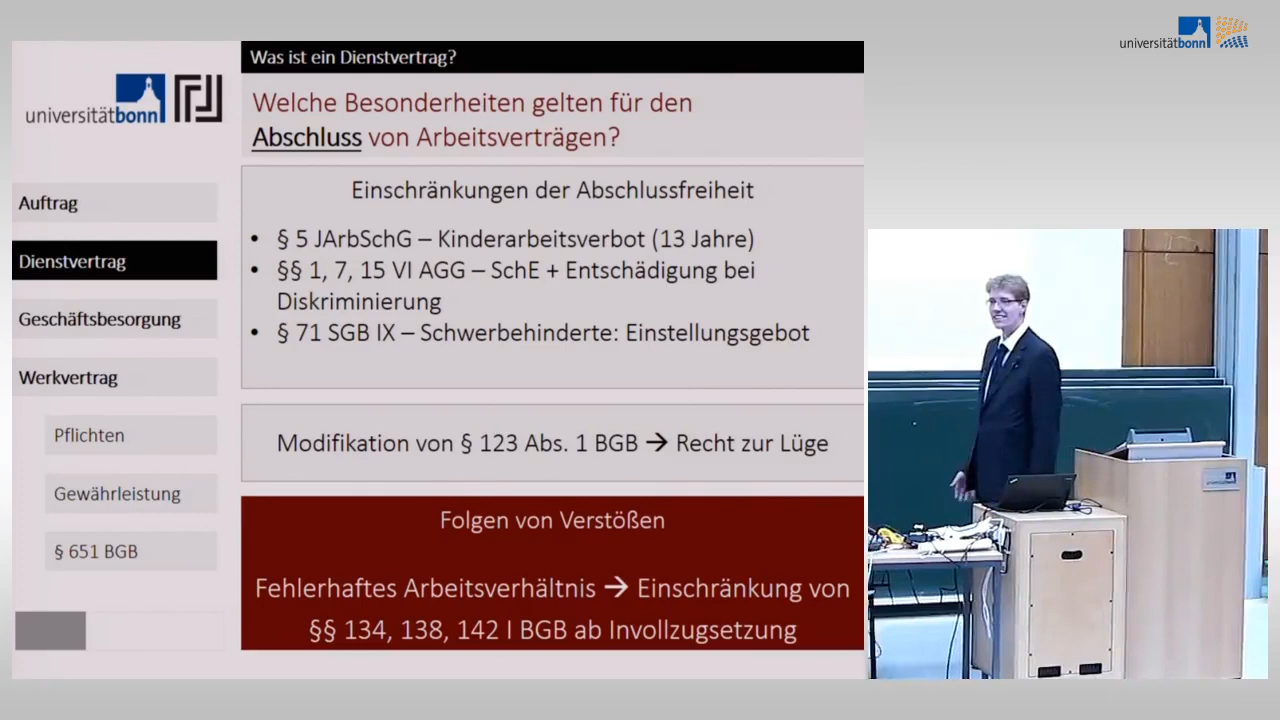 universitätbonn
Was ist ein Dienstvertrag?
universitätbonn
Welche Besonderheiten gelten für den
Abschluss von Arbeitsverträgen?
Auftrag
Dienstvertrag
Geschäftsbesorgung
Werkvertrag
Pflichten
Gewährleistung
§ 651 BGB
Einschränkungen der Abschlussfreiheit
• § 5 JArbSchG – Kinderarbeitsverbot (13 Jahre)
• §§ 1, 7, 15 VI AGG – SchE + Entschädigung bei
Diskriminierung
• § 71 SGB IX – Schwerbehinderte: Einstellungsgebot
Modifikation von § 123 Abs. 1 BGB → Recht zur Lüge
Folgen von Verstößen
Fehlerhaftes Arbeitsverhältnis → Einschränkung von
§§ 134, 138, 142 I BGB ab Invollzugsetzung
universitätbonn